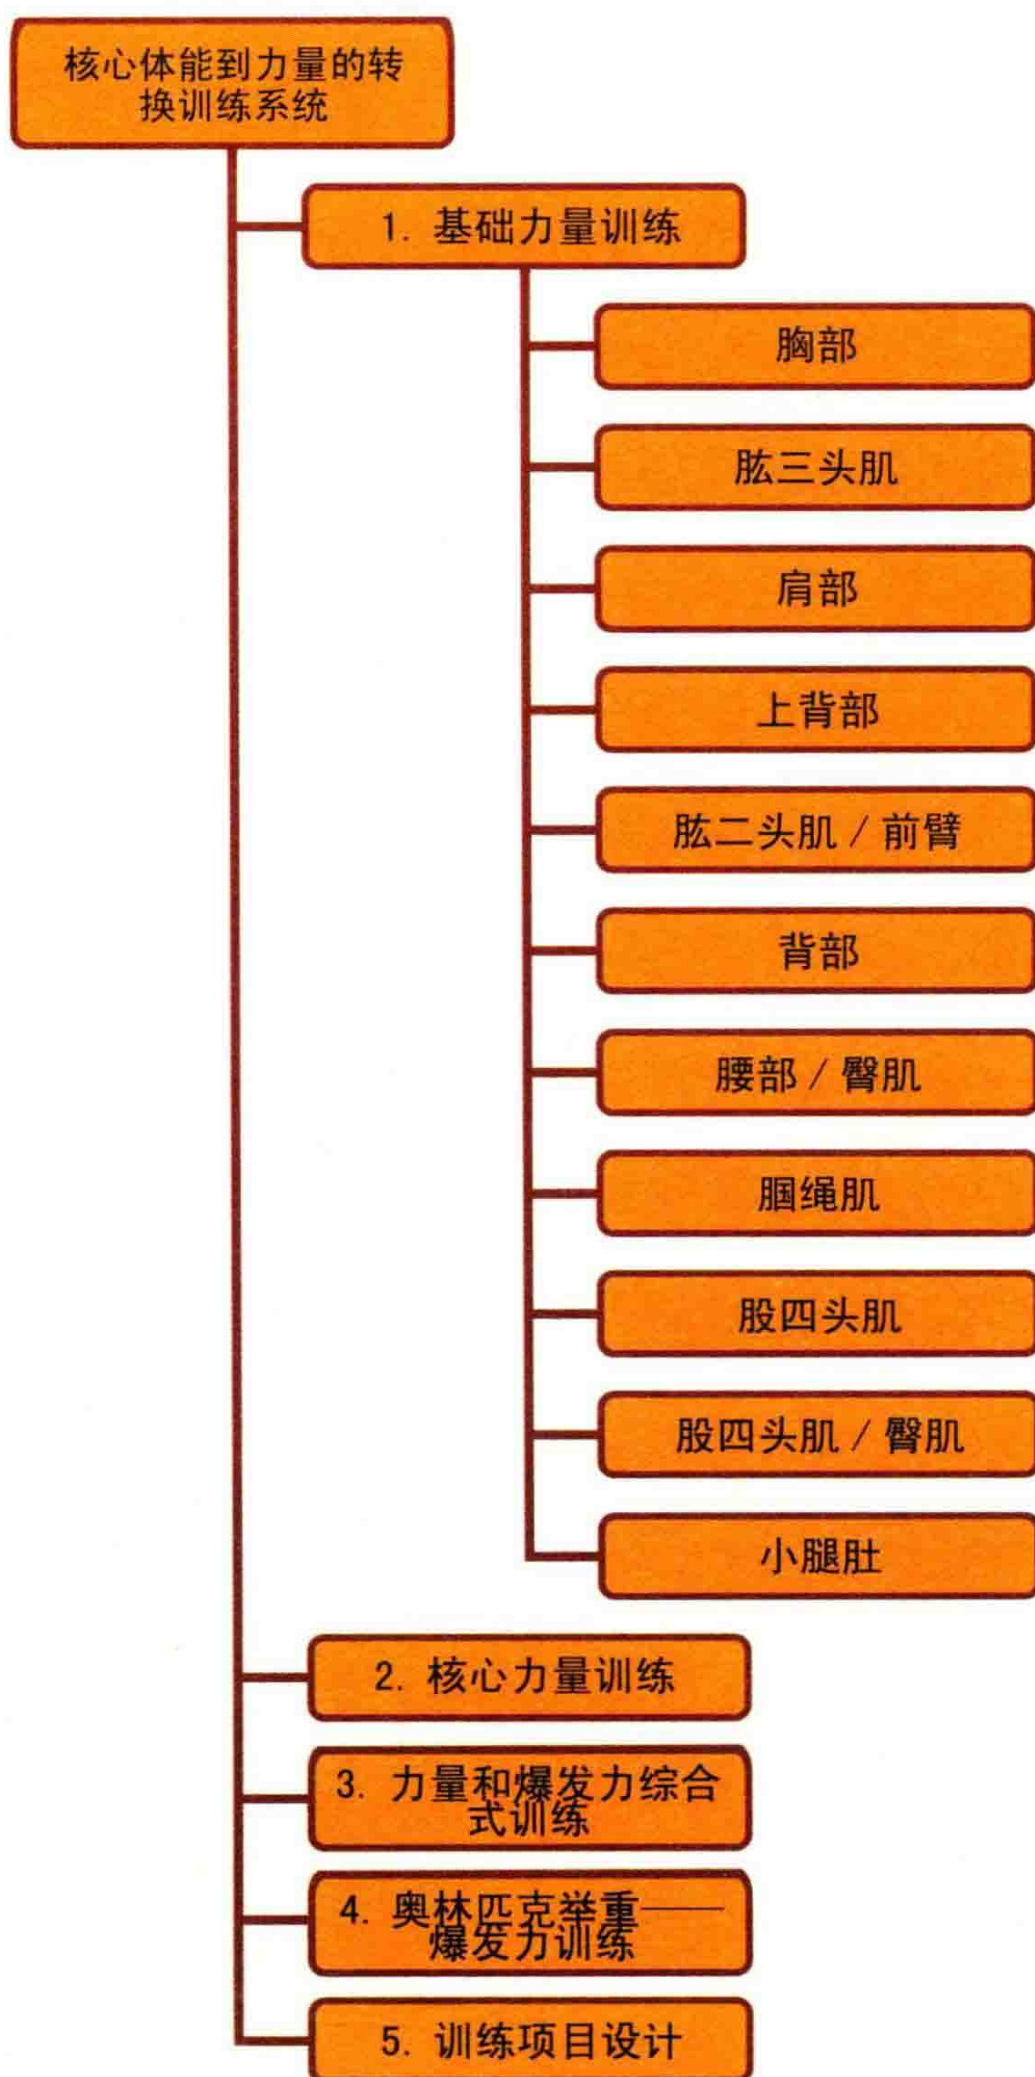 核心体能到力量的转
换训练系统
1. 基础力量训练
胸部
肱三头肌
肩部
上背部
肱二头肌 / 前臂
背部
腰部 / 臀肌
腘绳肌
股四头肌
股四头肌 / 臀肌
小腿肚
2. 核心力量训练
3. 力量和爆发力综合
式训练
4. 奥林匹克举重——
爆发力训练
5. 训练项目设计